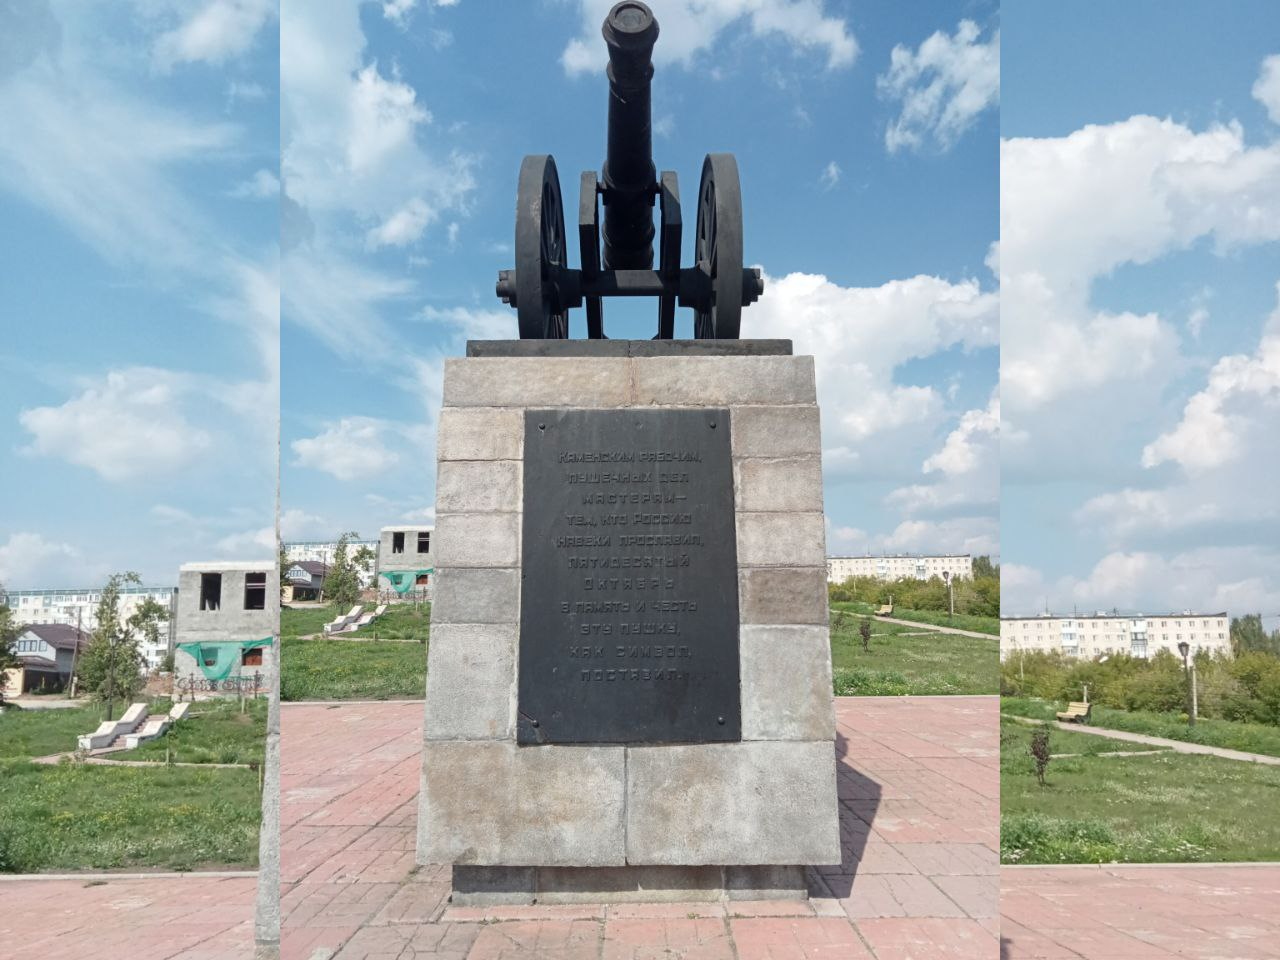 Каменским рабочим,
пушечных дел
мастерам—
тем, кто Россию
навеки прославил,
пятидесятый
октябрь
в память и честь
эту пушку,
как символ,
поставил.